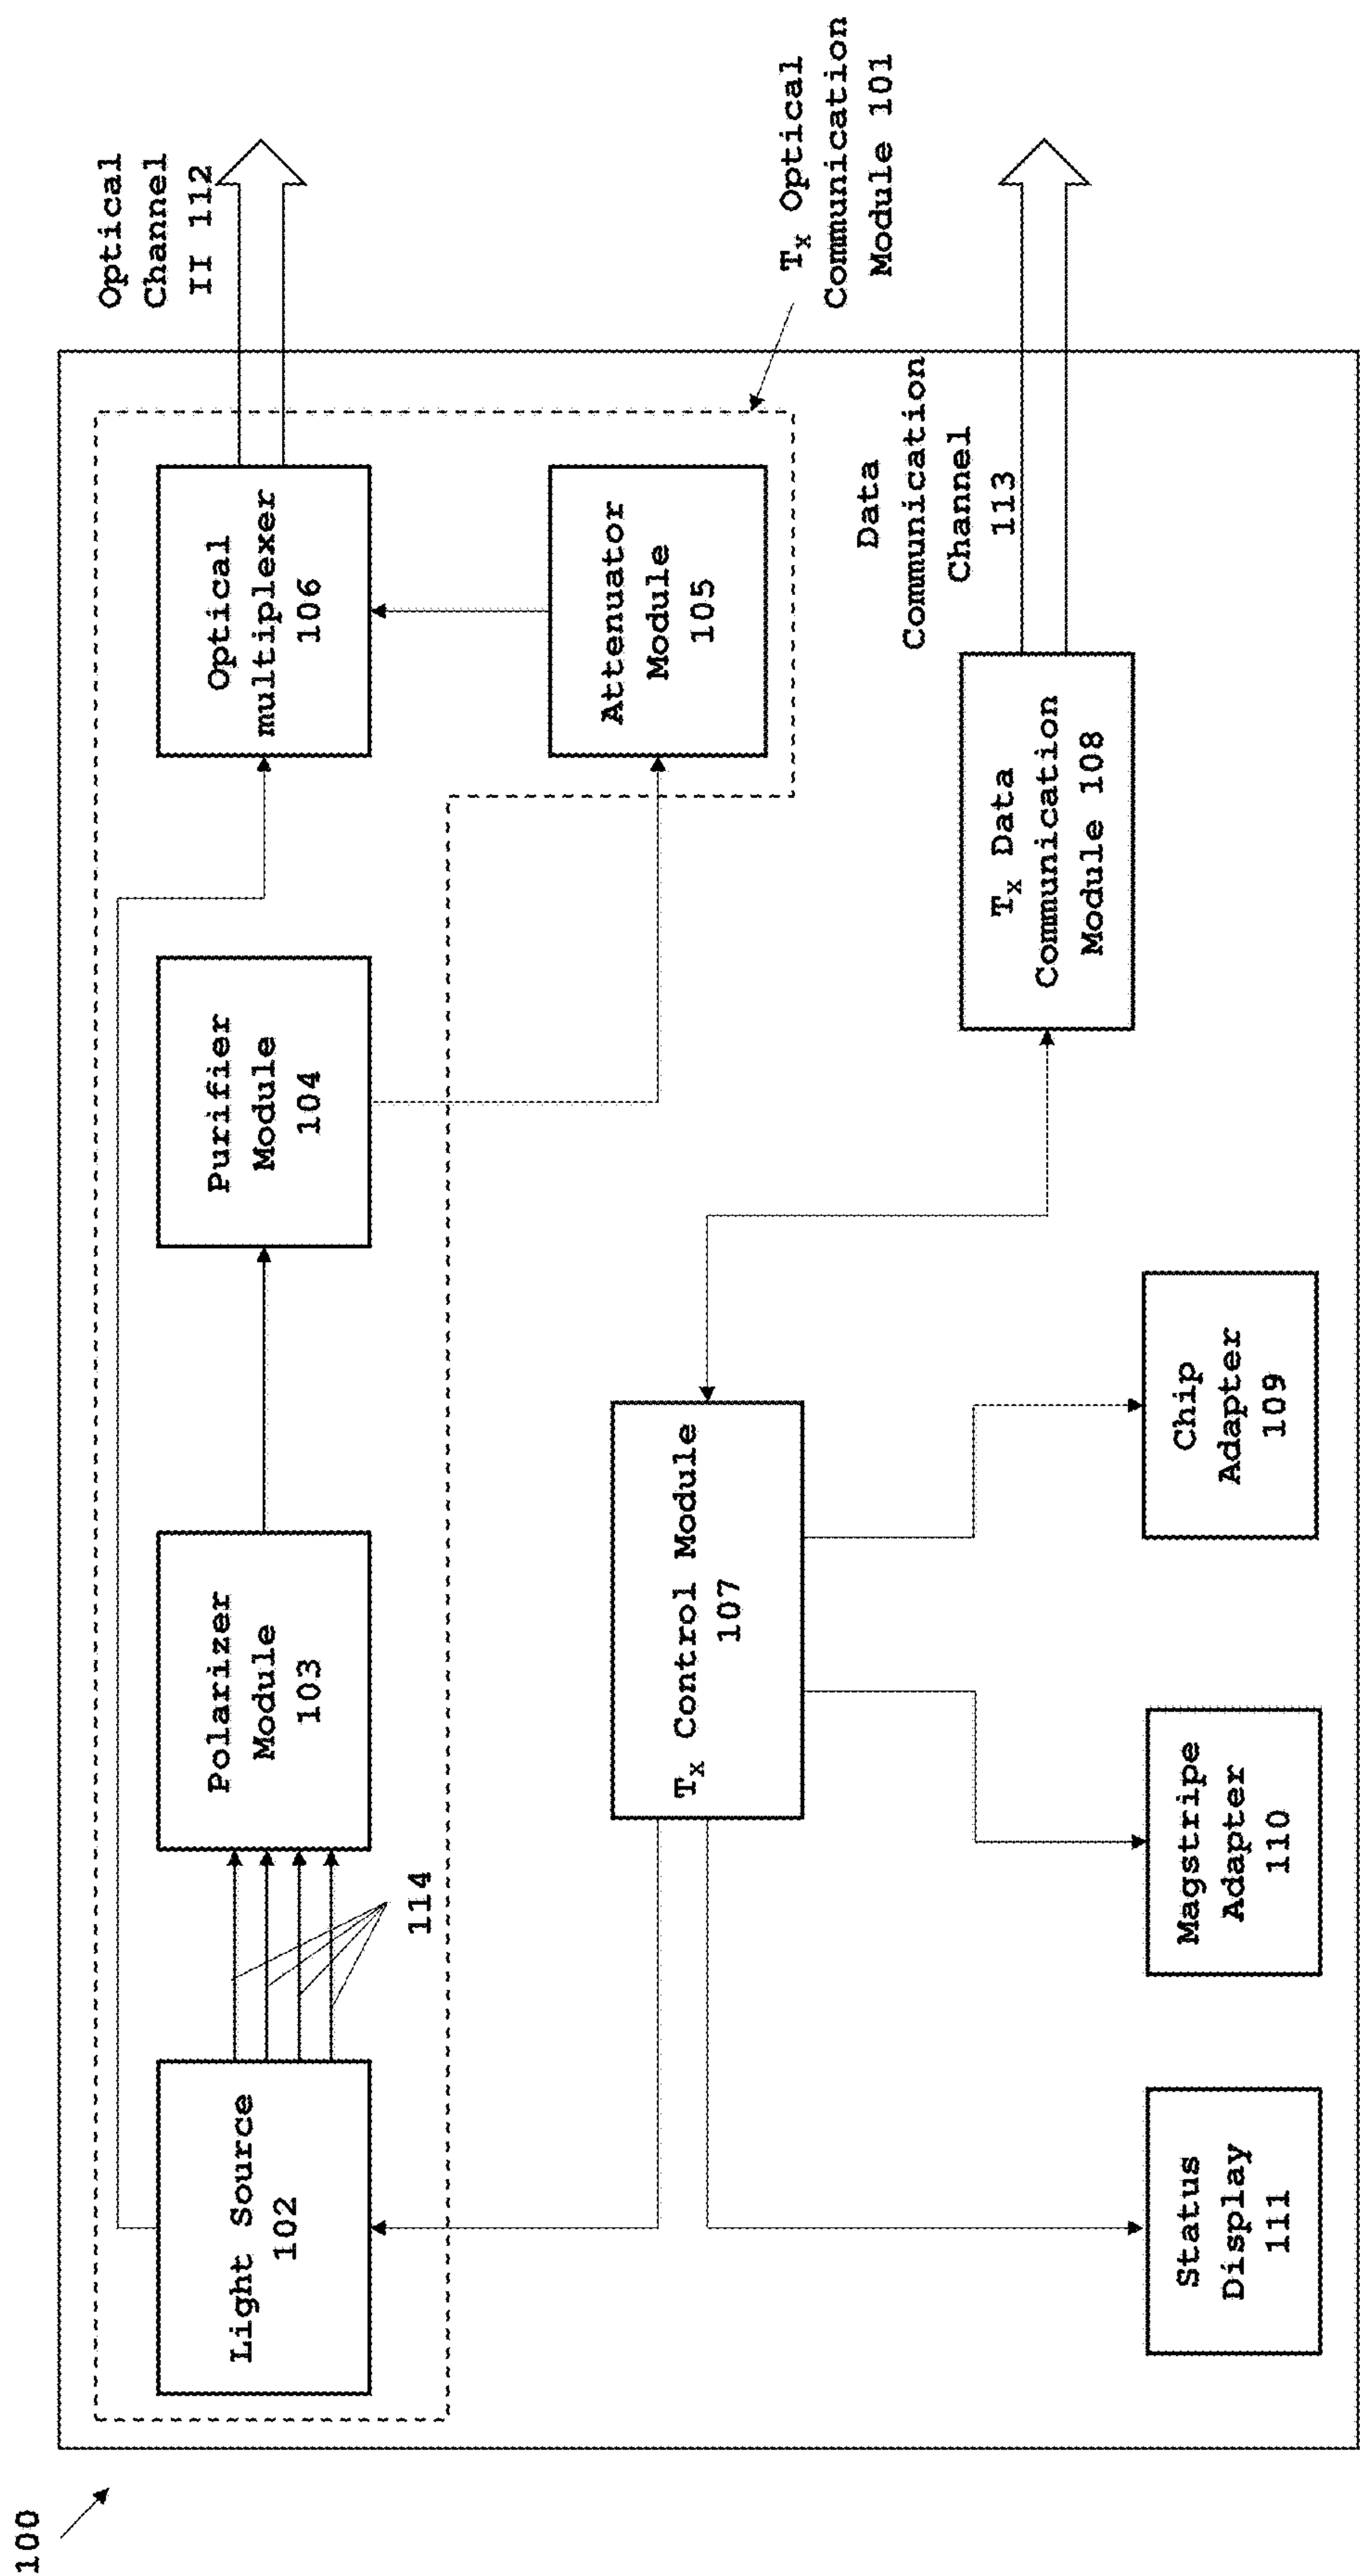 100
Optical
Channel
II 112
Light Source
102
114
Polarizer
Module
103
Purifier
Module
104
Optical
multiplexer
106
Attenuator
Module
105
Tx Optical
Communication
Module 101
Tx Control Module
107
Data
Communication
Channel
113
Tx Data
Communication
Module 108
Status
Display
111
Magstripe
Adapter
110
Chip
Adapter
109